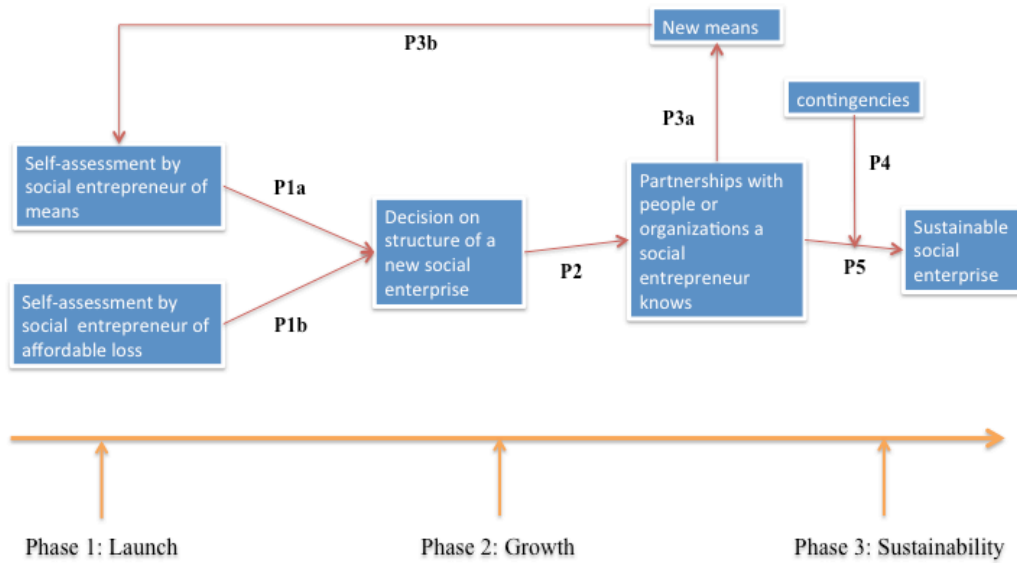 New means
P3b
contingencies
P3a
Self-assessment by
social entrepreneur of
means
P1a
Partnerships with
people or
organizations a
social
entrepreneur
knows
P4
Decision on
structure of a
new social
enterprise
Sustainable
social
enterprise
P2
P5
Self-assessment by
social entrepreneur of
affordable loss
P1b
Phase 1: Launch
Phase 2: Growth
Phase 3: Sustainability